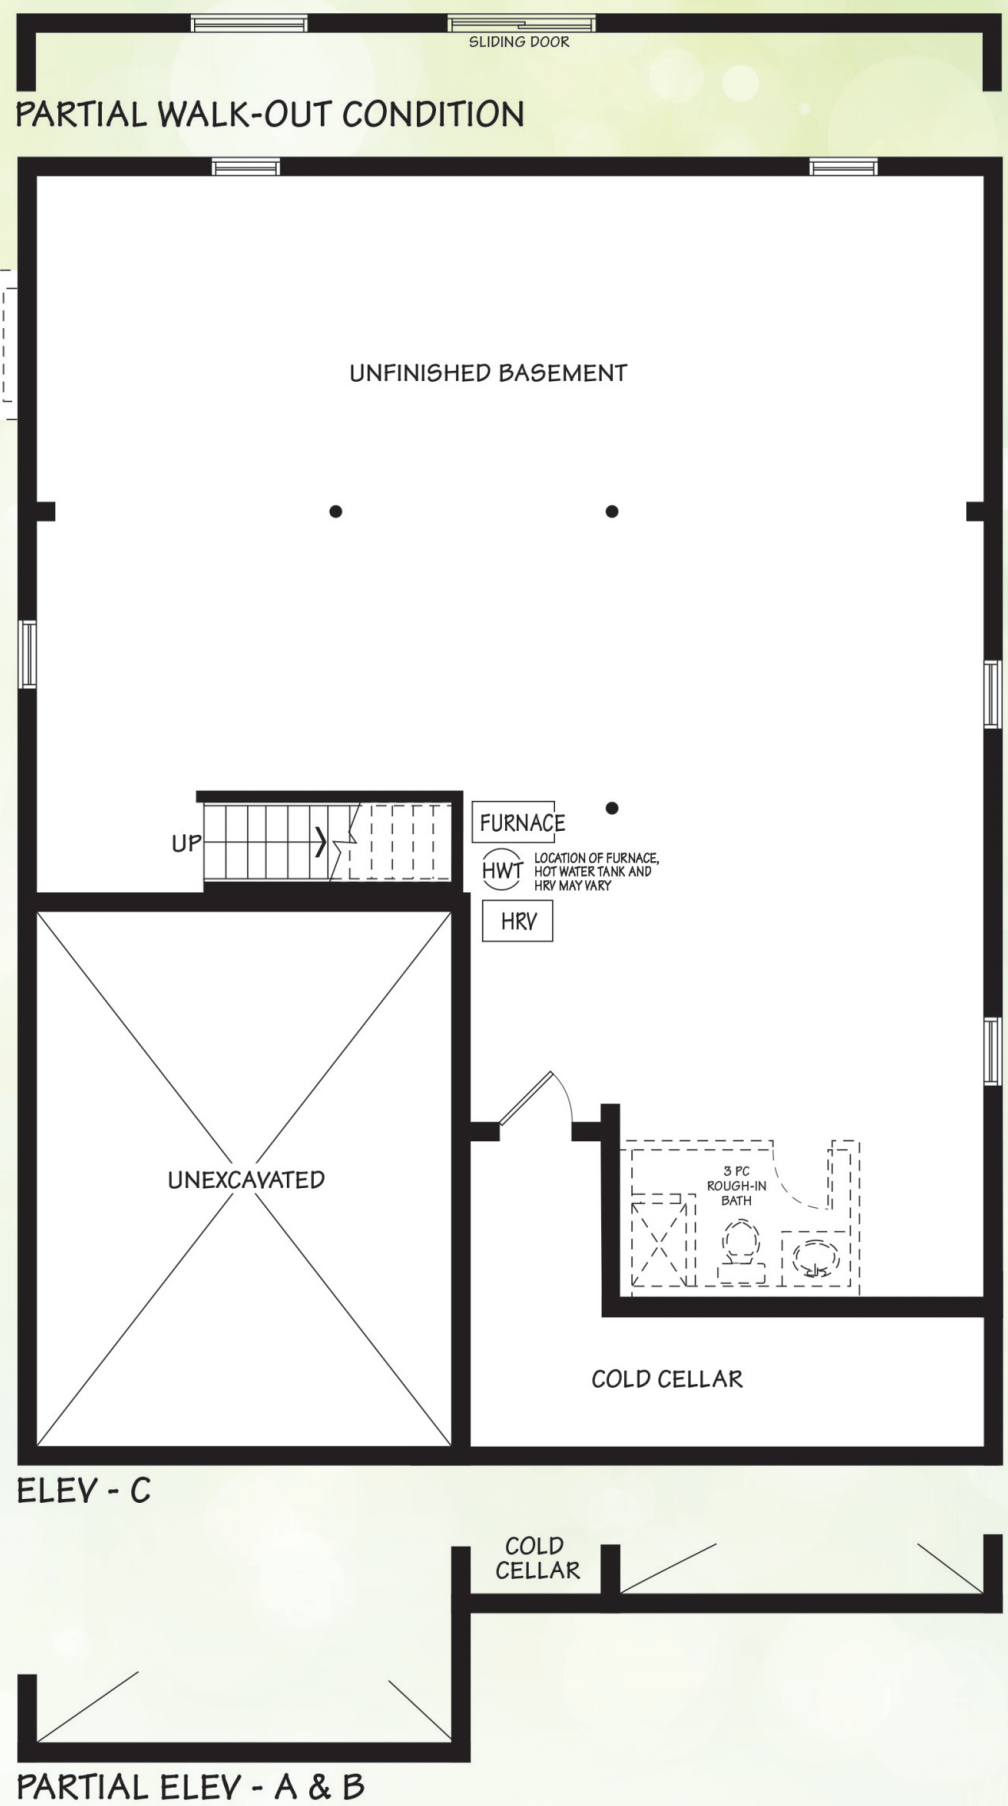 SLIDING DOOR
PARTIAL WALK-OUT CONDITION
UNFINISHED BASEMENT
UP
FURNACE
HWT
LOCATION OF FURNACE,
HOT WATER TANK AND
HRV MAY VARY
HRV
UNEXCAVATED
3 PC
ROUGH-IN
BATH
COLD CELLAR
ELEV - C
COLD
CELLAR
PARTIAL ELEV - A & B